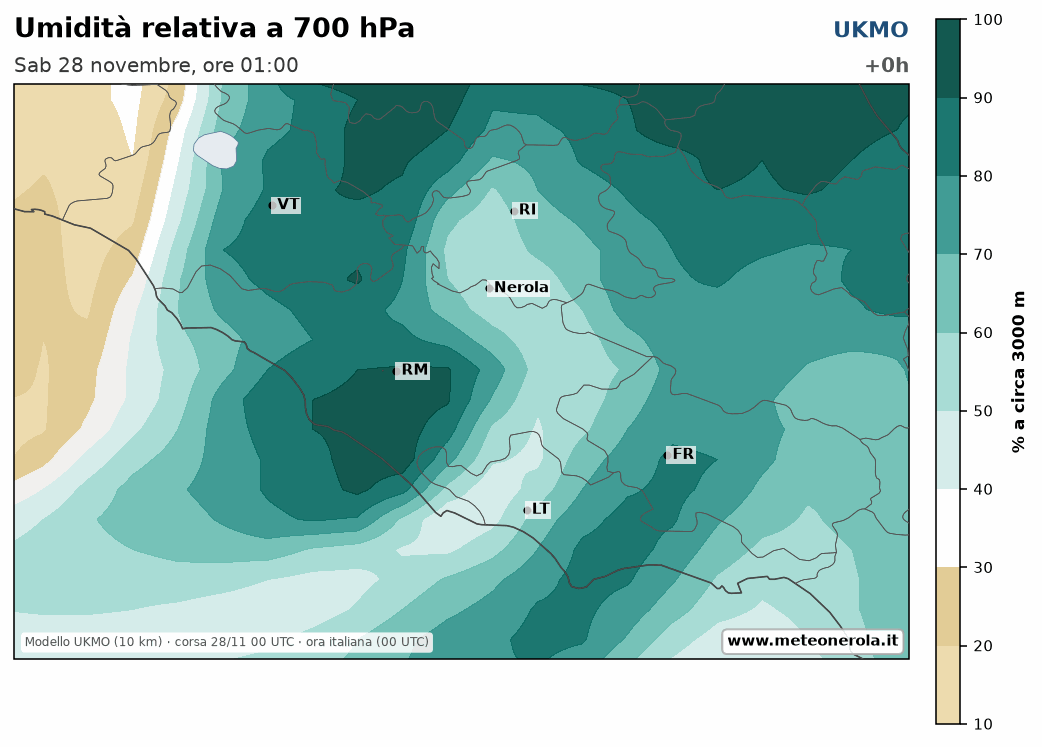 Umidità relativa a 700 hPa
UKMO
Sab 28 novembre, ore 01:00
+0h
VT
RI
Nerola
RM
FR
LT
Modello UKMO (10 km) · corsa 28/11 00 UTC · ora italiana (00 UTC)
www.meteonerola.it
100
90
80
70
60
50
40
30
20
10
% a circa 3000 m